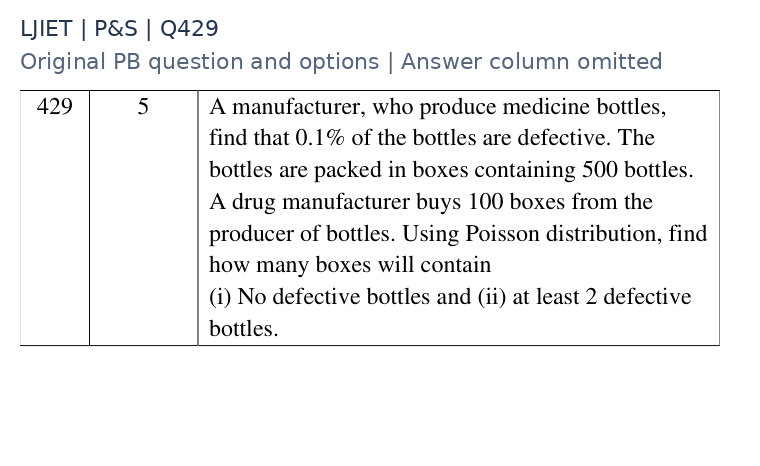 LJIET | P&S | Q429
Original PB question and options | Answer column omitted
429 5 A manufacturer, who produce medicine bottles,
find that 0.1% of the bottles are defective. The
bottles are packed in boxes containing 500 bottles.
A drug manufacturer buys 100 boxes from the
producer of bottles. Using Poisson distribution, find
how many boxes will contain
(i) No defective bottles and (ii) at least 2 defective
bottles.